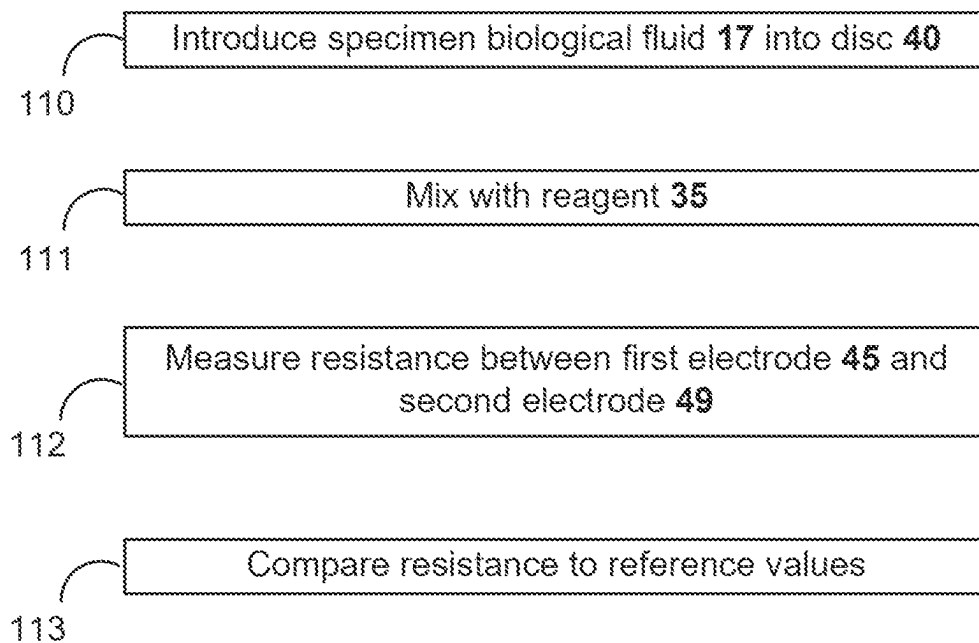 Introduce specimen biological fluid 17 into disc 40
110
Mix with reagent 35
111
Measure resistance between first electrode 45 and
second electrode 49
112
Compare resistance to reference values
113